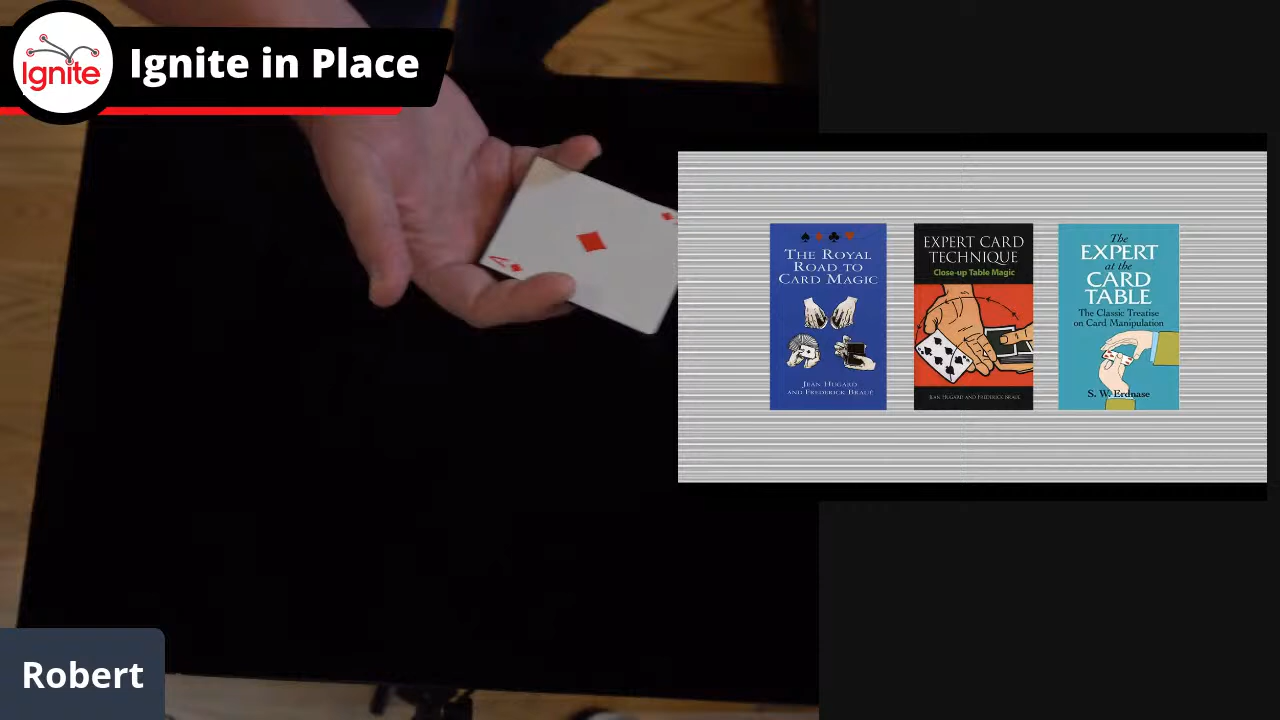 Ignite
Ignite in Place
A
THE ROYAL
ROAD TO
CARD MAGIC
JEAN HUGARD
AND FREDERICK BRAUÉ
EXPERT CARD
TECHNIQUE
Close-up Table Magic
JEAN HUGARD AND FREDERICK BRAUÉ
The
EXPERT
at the
CARD
TABLE
The Classic Treatise
on Card Manipulation
S. W. Erdnase
Robert